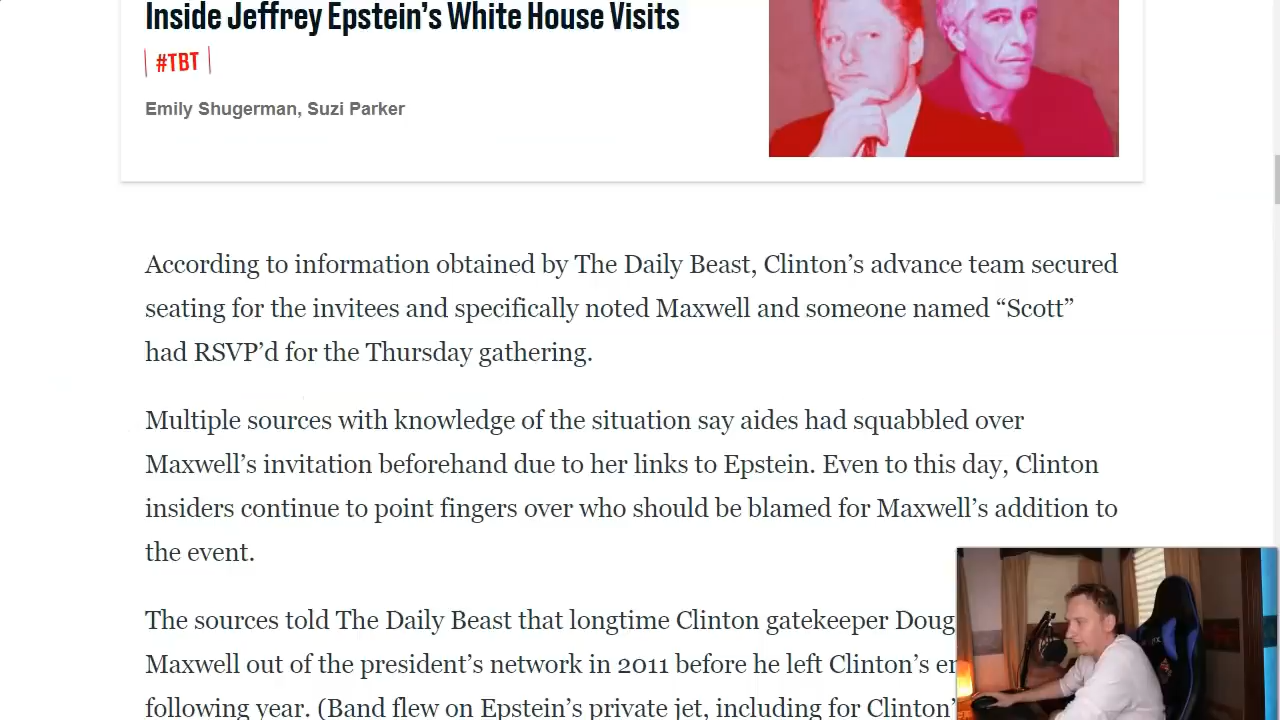 Inside Jeffrey Epstein’s White House Visits
#TBT
Emily Shugerman, Suzi Parker
According to information obtained by The Daily Beast, Clinton’s advance team secured
seating for the invitees and specifically noted Maxwell and someone named “Scott”
had RSVP’d for the Thursday gathering.
Multiple sources with knowledge of the situation say aides had squabbled over
Maxwell’s invitation beforehand due to her links to Epstein. Even to this day, Clinton
insiders continue to point fingers over who should be blamed for Maxwell’s addition to
the event.
The sources told The Daily Beast that longtime Clinton gatekeeper Doug
Maxwell out of the president’s network in 2011 before he left Clinton’s
following year. (Band flew on Epstein’s private jet, including for Clinton’